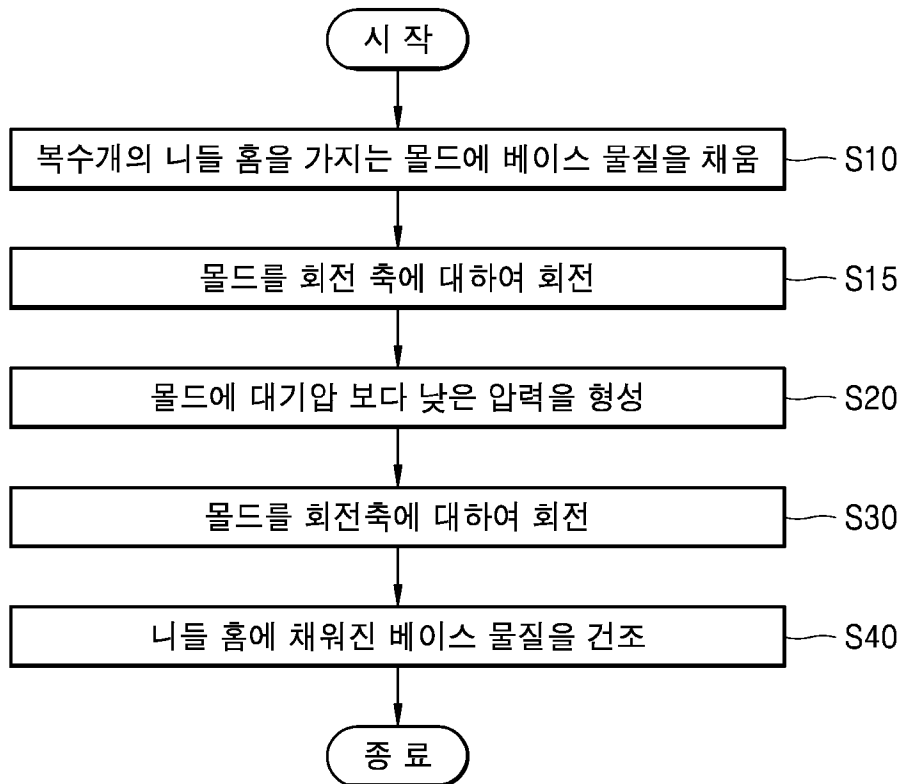 시 작
복수개의 니들 홈을 가지는 몰드에 베이스 물질을 채움 S10
몰드를 회전 축에 대하여 회전 S15
몰드에 대기압 보다 낮은 압력을 형성 S20
몰드를 회전축에 대하여 회전 S30
니들 홈에 채워진 베이스 물질을 건조 S40
종 료